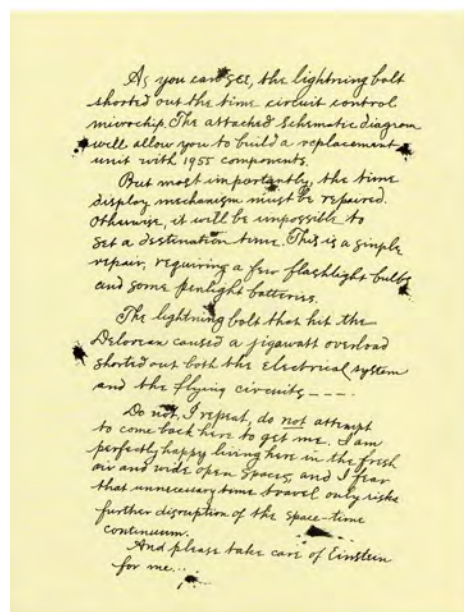 As you can see, the lightning bolt
shorted out the time circuit control
microchip. The attached schematic diagram
will allow you to build a replacement
unit with 1955 components.
But most importantly, the time
display mechanism must be repaired.
Otherwise, it will be impossible to
set a destination time. This is a simple
repair, requiring a few flashlight bulbs
and some penlight batteries.
The lightning bolt that hit the
Delorean caused a jigawatt overload
shorted out both the electrical system
and the flying circuits ----.
Do not, I repeat, do not attempt
to come back here to get me. I am
perfectly happy living here in the fresh
air and wide open spaces, and I fear
that unnecessary time travel only risks
further disruption of the space-time
continuum.
And please take care of Einstein
for me...